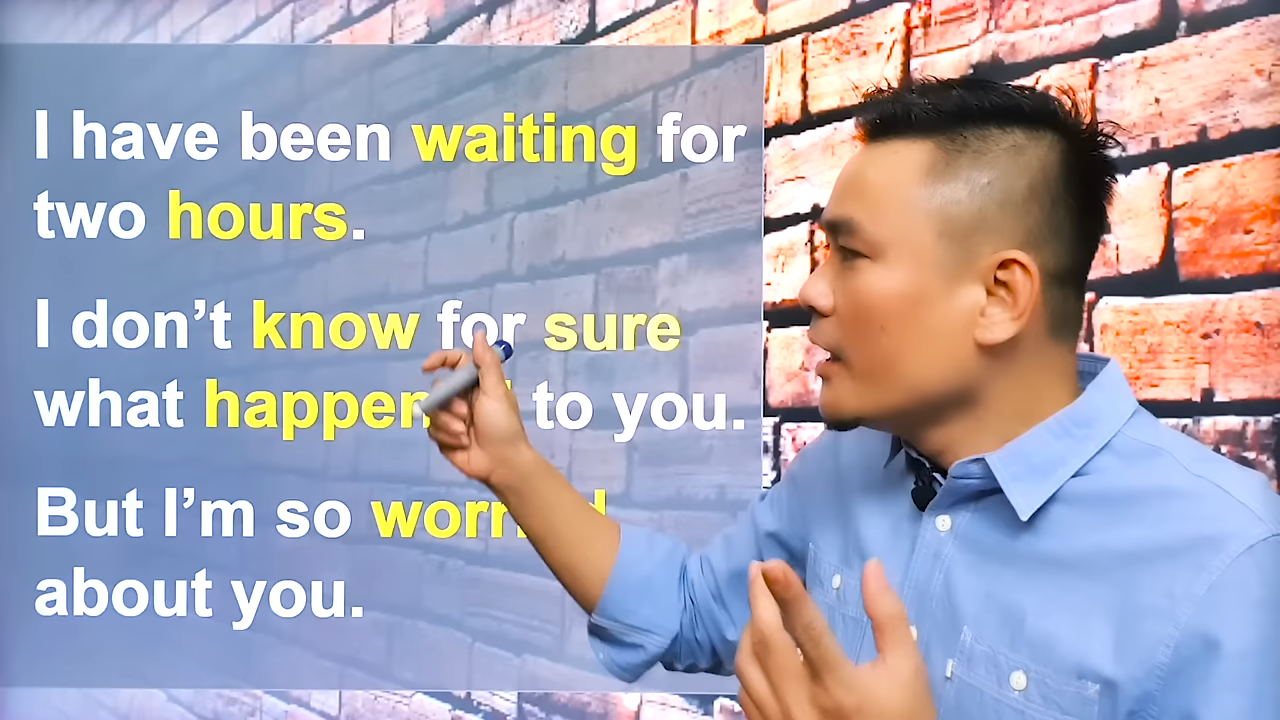 I have been waiting for
two hours.
I don’t know for sure
what to you.
But I’m so
about you.